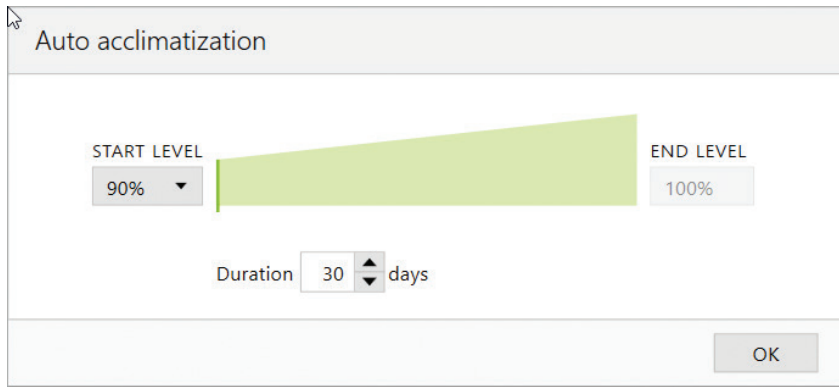 Auto acclimatization
START LEVEL
END LEVEL
90%
100%
Duration 30 days
OK